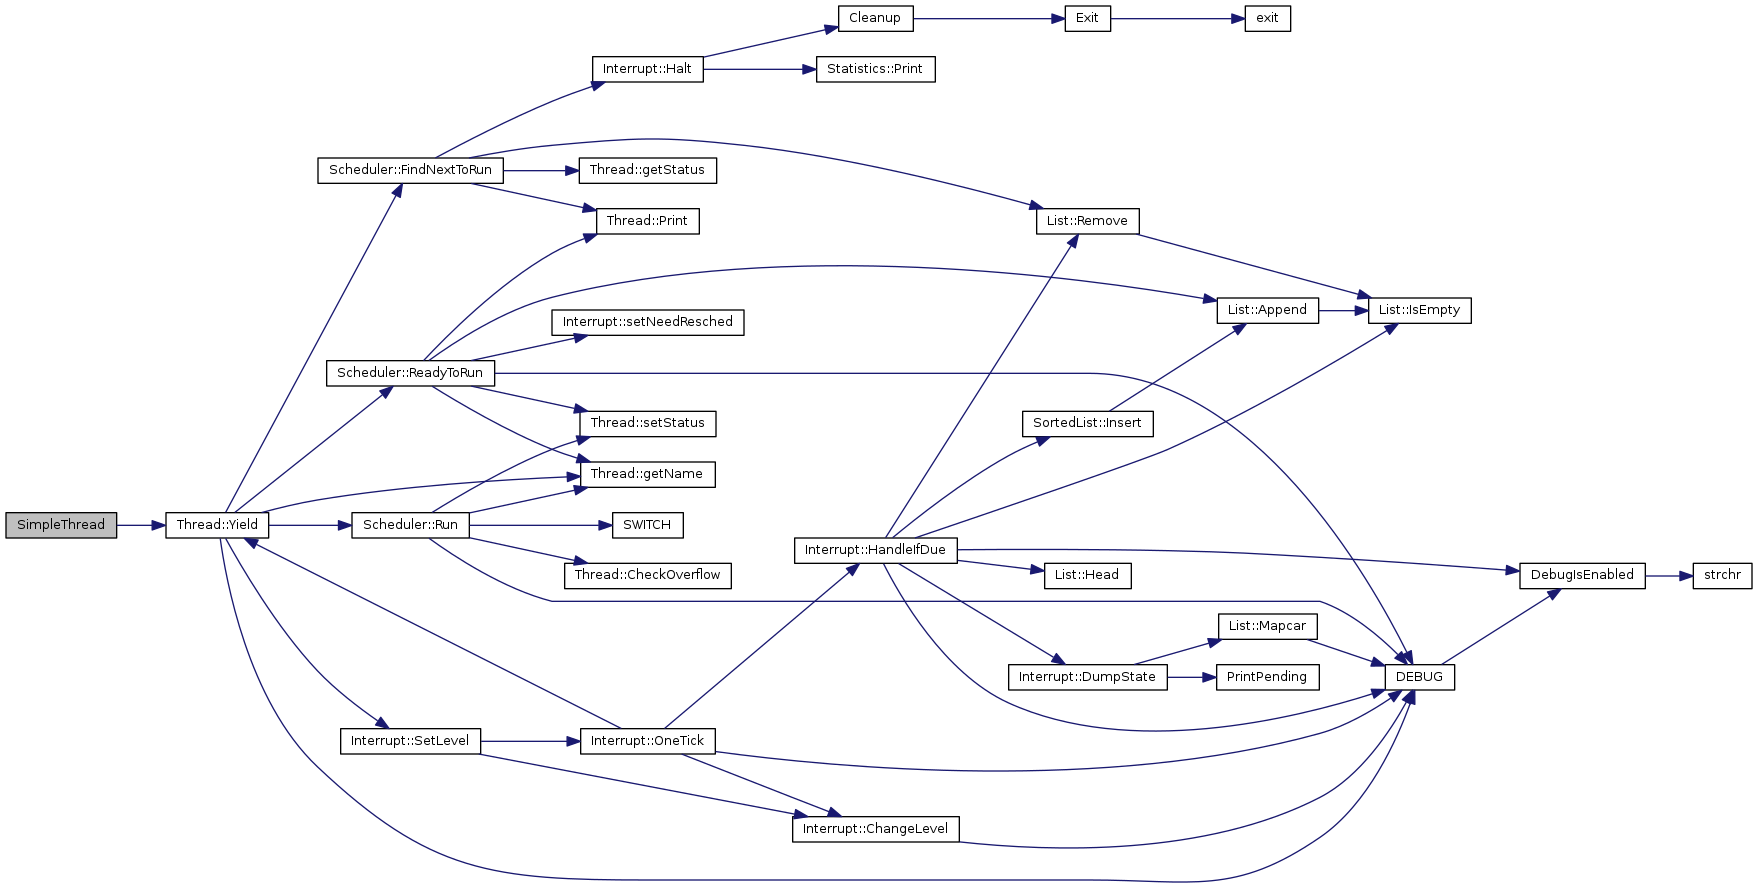 Cleanup
Exit
exit
Interrupt::Halt
Statistics::Print
Scheduler::FindNextToRun
Thread::getStatus
Thread::Print
List::Remove
Interrupt::setNeedResched
List::Append
List::IsEmpty
Scheduler::ReadyToRun
Thread::setStatus
SortedList::Insert
Thread::getName
SimpleThread
Thread::Yield
Scheduler::Run
SWITCH
Interrupt::HandleIfDue
Thread::CheckOverflow
List::Head
DebugIsEnabled
strchr
List::Mapcar
Interrupt::DumpState
PrintPending
DEBUG
Interrupt::SetLevel
Interrupt::OneTick
Interrupt::ChangeLevel